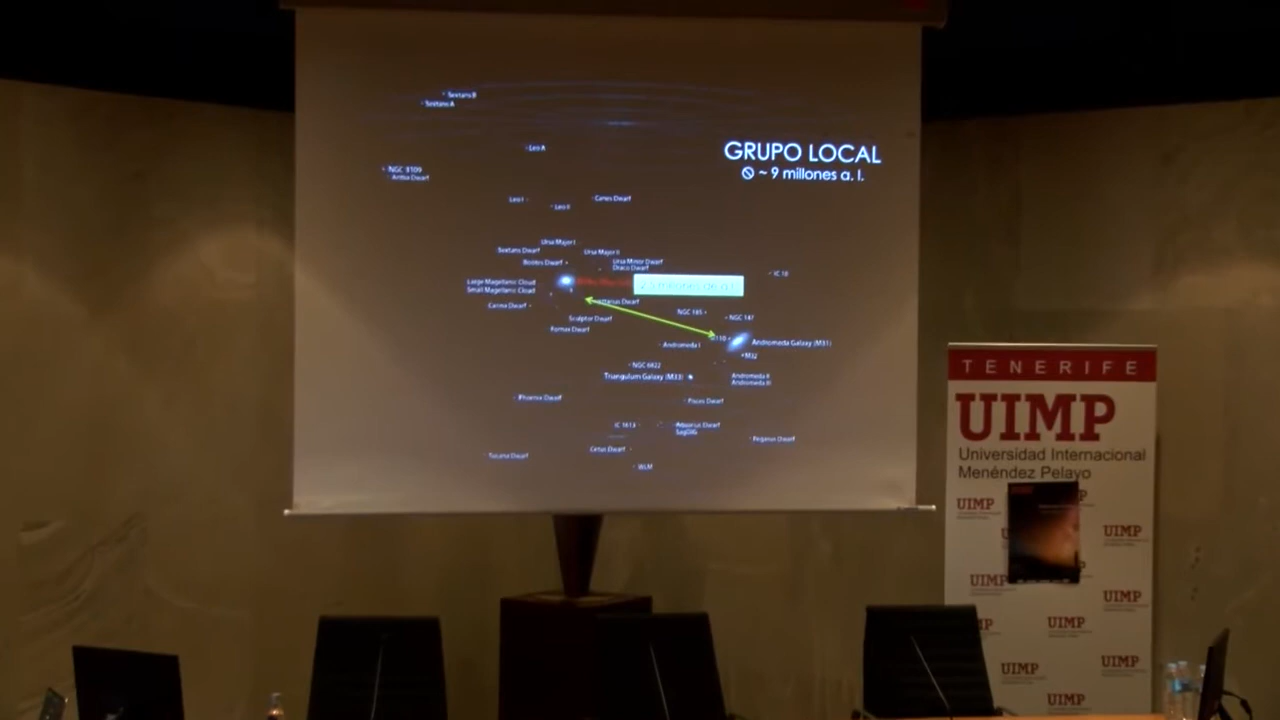 Sextans B
Sextans A
Leo A
GRUPO LOCAL
~ 9 millones a. l.
NGC 3109
Antlia Dwarf
Leo I
Leo II
Canes Dwarf
Ursa Major I
Ursa Major II
Sextans Dwarf
Bootes Dwarf
Ursa Minor Dwarf
Draco Dwarf
IC 10
Large Magellanic Cloud
Small Magellanic Cloud
Carina Dwarf
Sculptor Dwarf
Fornax Dwarf
NGC 185
NGC 147
Andromeda I
Andromeda Galaxy (M31)
M32
NGC 6822
Triangulum Galaxy (M33)
Andromeda II
Andromeda III
Phoenix Dwarf
Pisces Dwarf
IC 1613
Aquarius Dwarf
SagDIG
Pegasus Dwarf
Cetus Dwarf
Tucana Dwarf
WLM
TENERIFE
UIMP
Universidad Internacional
Menéndez Pelayo
UIMP
UIMP
UIMP
UIMP
UIMP
UIMP
UIMP
UIMP